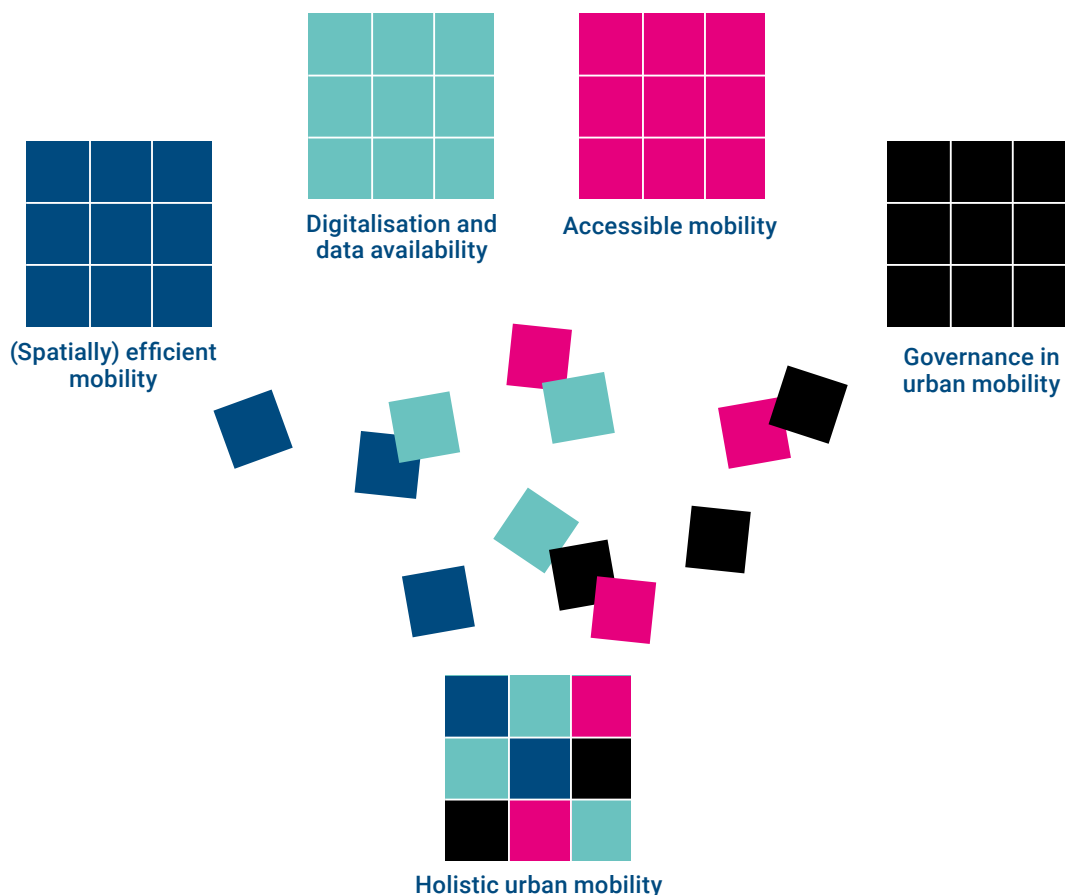 Digitalisation and
data availability
Accessible mobility
(Spatially) efficient
mobility
Governance in
urban mobility
Holistic urban mobility